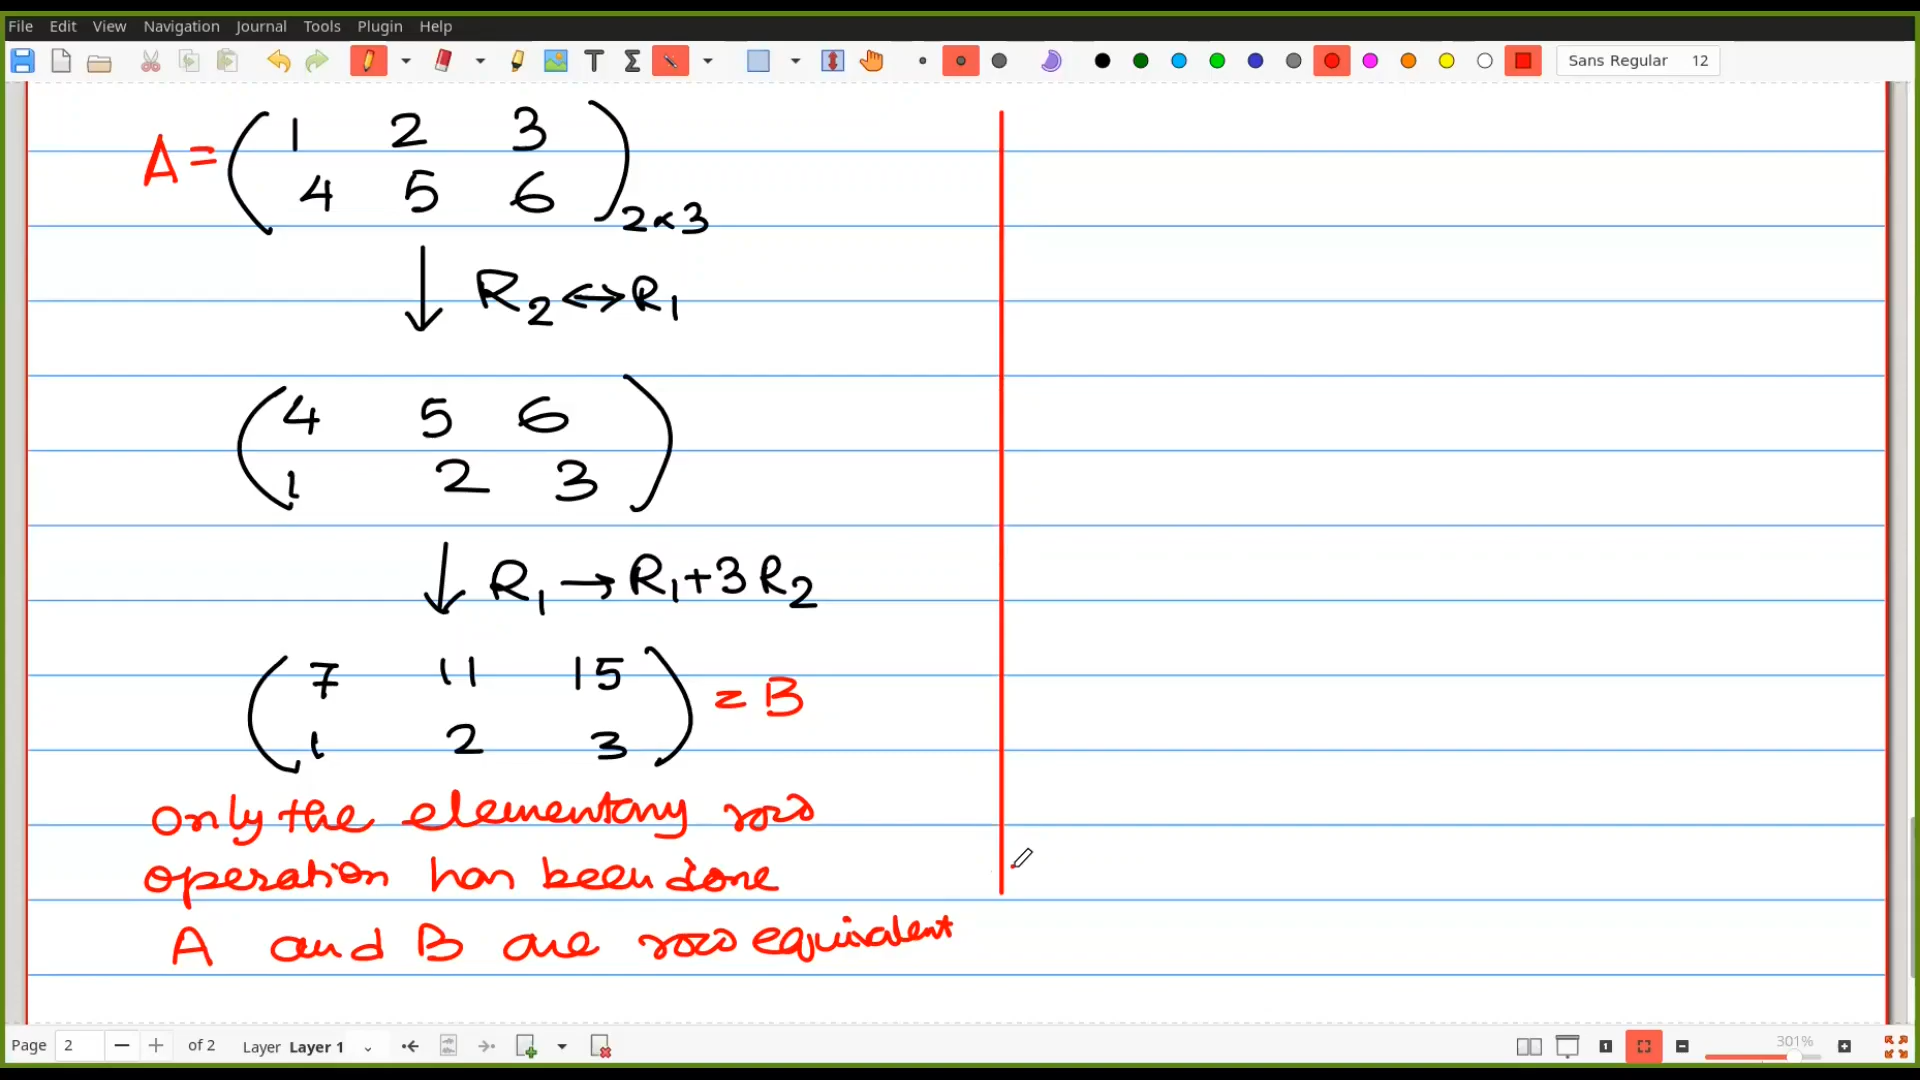 File Edit View Navigation Journal Tools Plugin Help
Sans Regular 12
A = ( 1 2 3
4 5 6 )2×3
↓ R2 ↔ R1
( 4 5 6
1 2 3 )
↓ R1 → R1 + 3 R2
( 7 11 15
1 2 3 ) = B
only the elementary row
operation has been done
A and B are row equivalent
Page 2 of 2 Layer Layer 1 301%